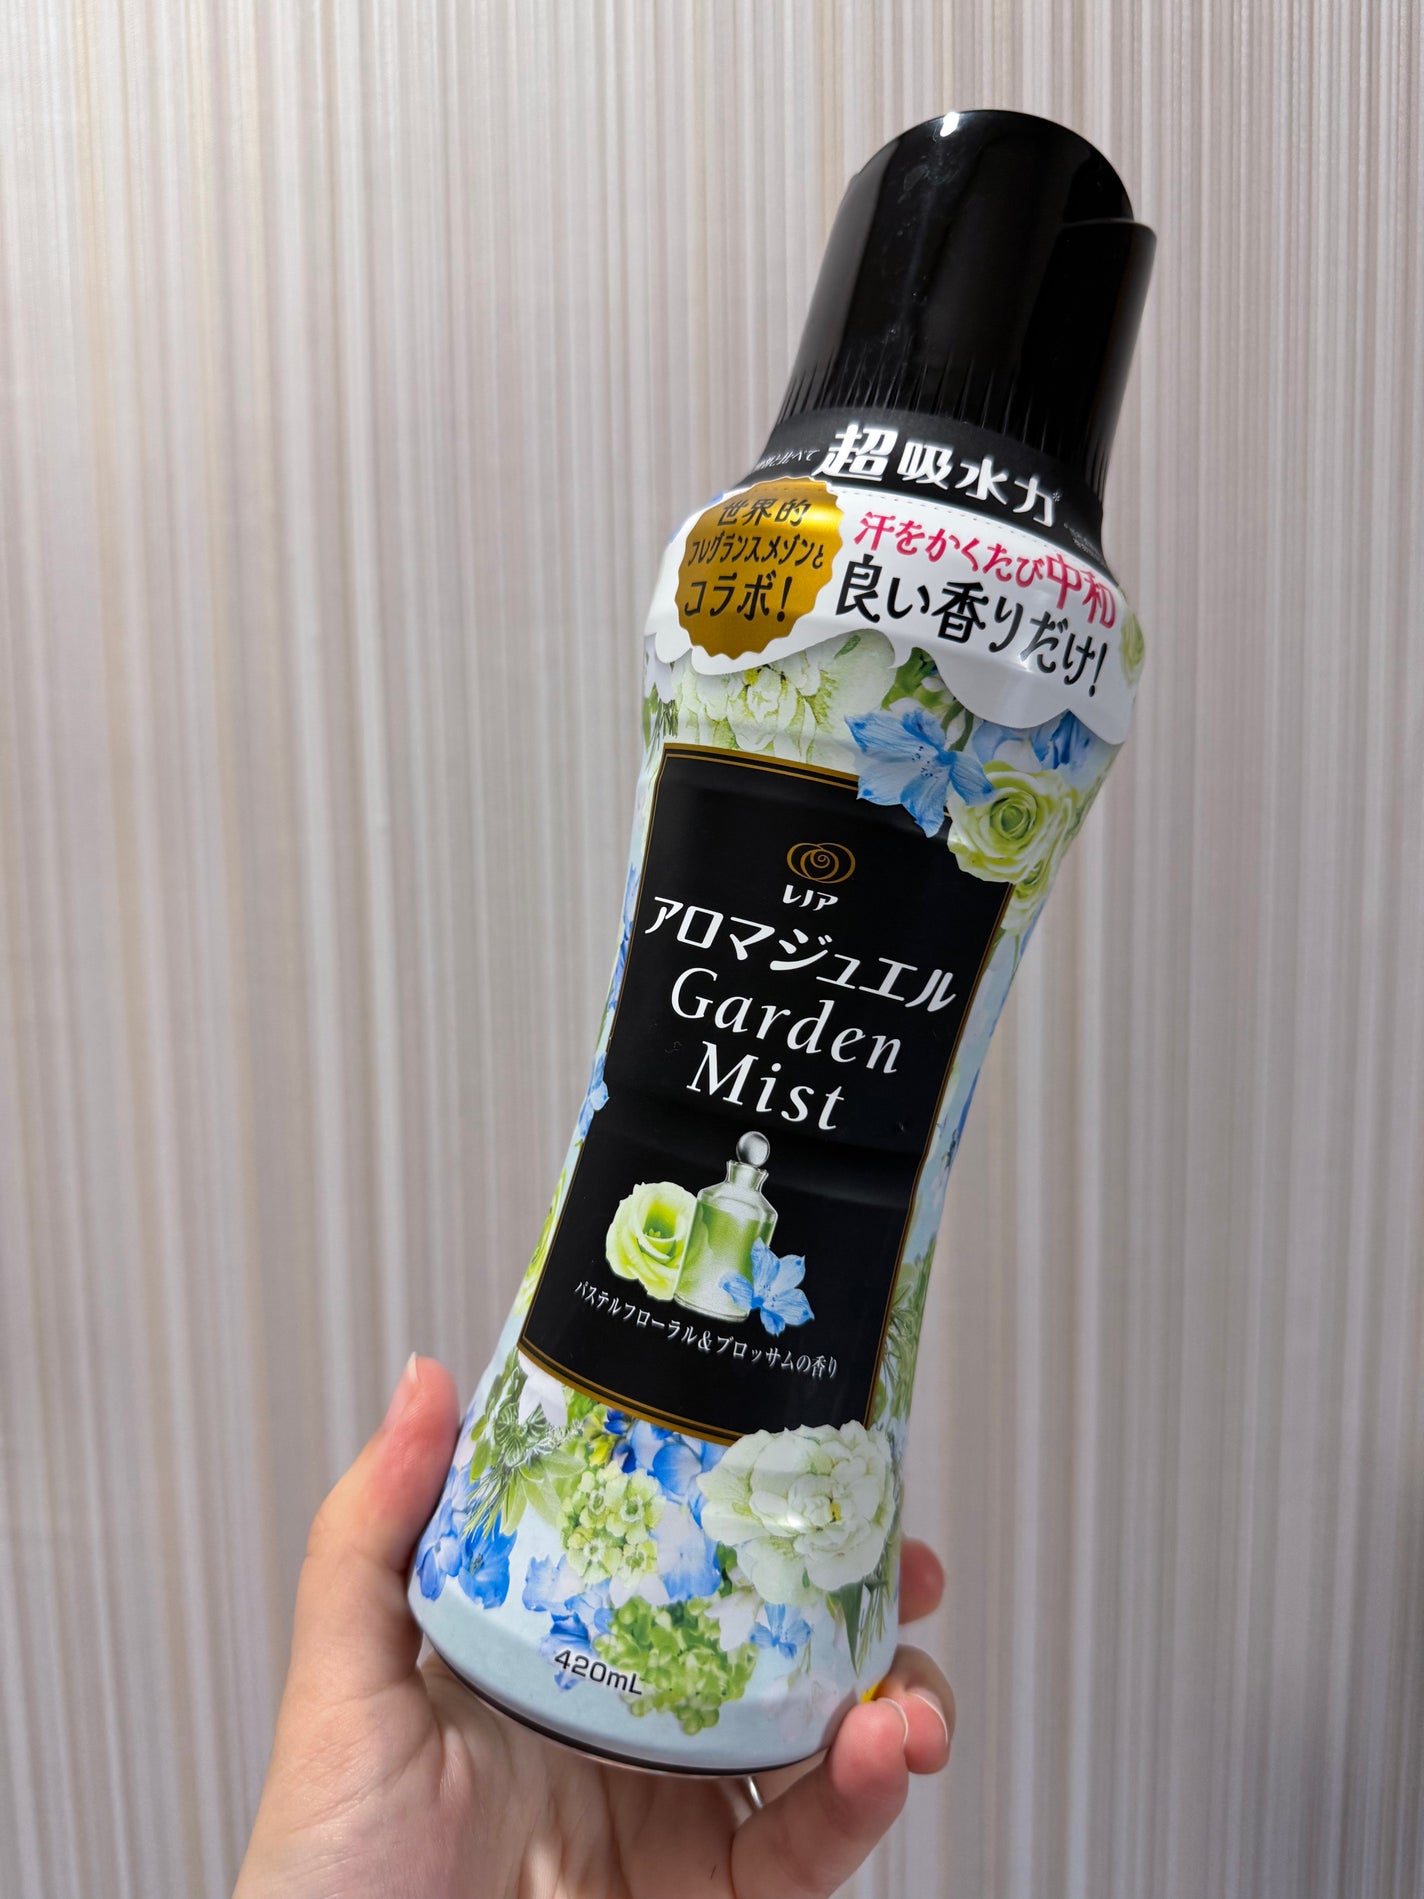 超吸水力*
世界的
フレグランスメゾンと
コラボ!
汗をかくたび中和
良い香りだけ!
レノア
アロマジュエル
Garden
Mist
パステルフローラル&ブロッサムの香り
420mL